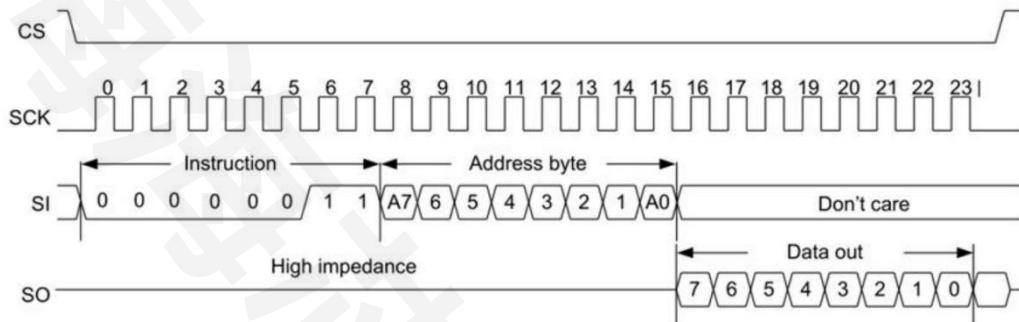 CS
0 1 2 3 4 5 6 7 8 9 10 11 12 13 14 15 16 17 18 19 20 21 22 23
SCK
Instruction Address byte
SI 0 0 0 0 0 0 1 1 A7 6 5 4 3 2 1 A0 Don't care
High impedance Data out
SO 7 6 5 4 3 2 1 0